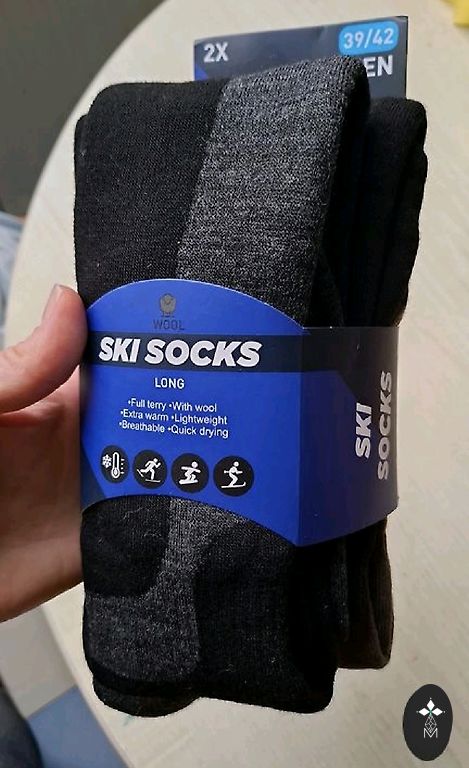 2X
39/42
EN
WOOL
SKI SOCKS
LONG
•Full terry •With wool
•Extra warm •Lightweight
•Breathable •Quick drying
SKI
SOCKS
M